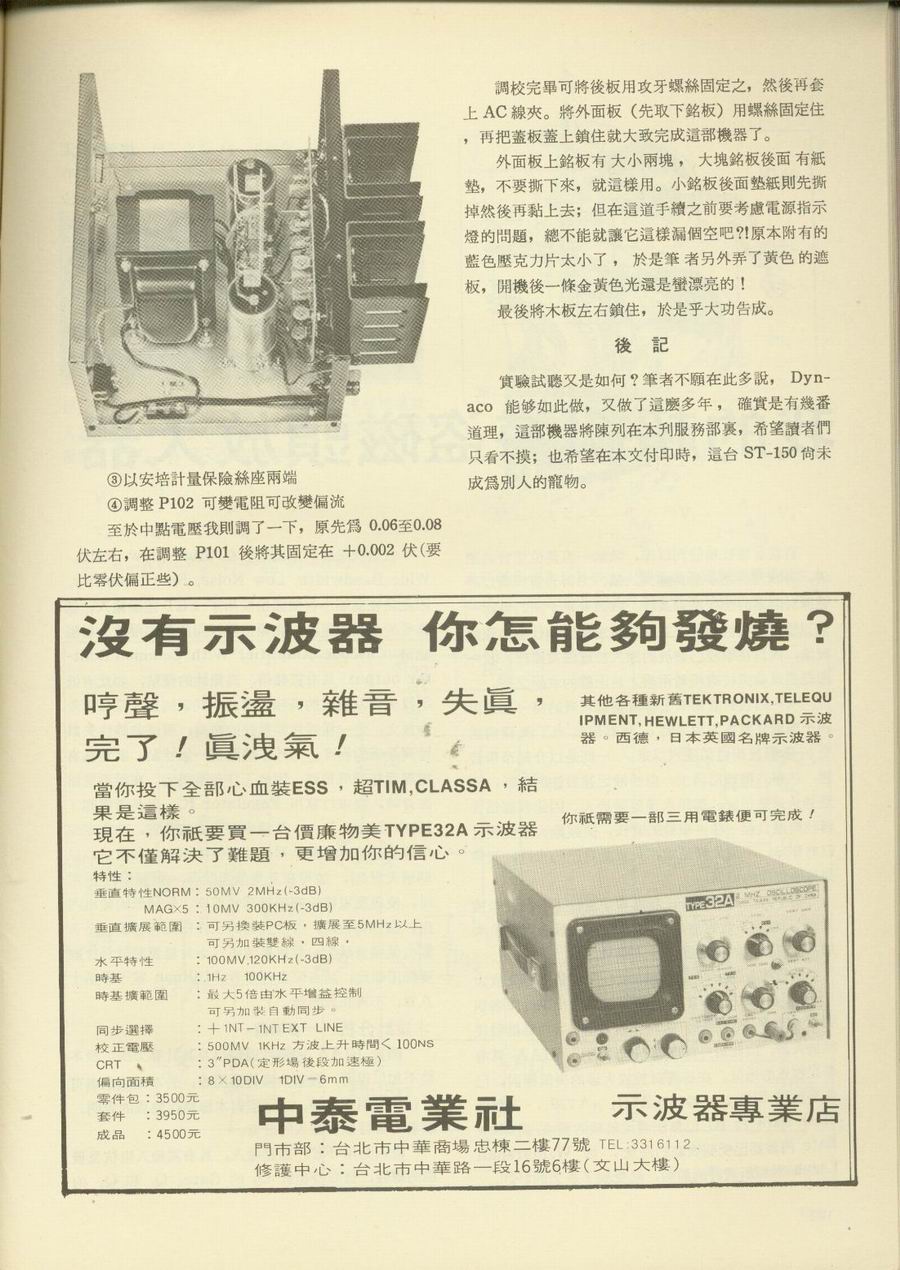 ③以安培計量保險絲座兩端
④調整 P102 可變電阻可改變偏流
至於中點電壓我則調了一下，原先爲 0.06至0.08
伏左右，在調整 P101 後將其固定在 +0.002 伏(要
比零伏偏正些)。
調校完畢可將後板用攻牙螺絲固定之，然後再套
上 AC 線夾。將外面板（先取下銘板）用螺絲固定住
，再把蓋板蓋上鎖住就大致完成這部機器了。
外面板上銘板有大小兩塊，大塊銘板後面有紙
墊，不要撕下來，就這樣用。小銘板後面墊紙則先撕
掉然後再黏上去；但在這道手續之前要考慮電源指示
燈的問題，總不能就讓它這樣漏個空吧?!原本附有的
藍色壓克力片太小了，於是筆者另外弄了黃色的遮
板，開機後一條金黃色光還是蠻漂亮的！
最後將木板左右鎖住，於是乎大功告成。
後 記
實驗試聽又是如何？筆者不願在此多說， Dyn-
aco 能够如此做，又做了這麽多年，確實是有幾番
道理，這部機器將陳列在本刋服務部裏，希望讀者們
只看不摸；也希望在本文付印時，這台 ST-150 尙未
成爲別人的寵物。
沒有示波器 你怎能夠發燒？
哼聲，振盪，雜音，失眞，
完了！眞洩氣！
其他各種新舊TEKTRONIX,TELEQU
IPMENT,HEWLETT,PACKARD 示波
器。西德，日本英國名牌示波器。
當你投下全部心血裝ESS，超TIM,CLASSA，結
果是這樣。
現在，你祇要買一台價廉物美TYPE32A 示波器
它不僅解決了難題，更增加你的信心。
你祇需要一部三用電錶便可完成！
特性：
垂直特性NORM：50MV 2MHz(-3dB)
MAG×5：10MV 300KHz(-3dB)
垂直擴展範圍：可另換裝PC板，擴展至5MHz以上
可另加裝雙線，四線，
水平特性：100MV,120KHz(-3dB)
時基：.1Hz 100KHz
時基擴範圍：最大5倍由水平增益控制
可另加裝自動同步。
同步選擇：＋1NT－1NT EXT LINE
校正電壓：500MV 1KHz 方波上升時間＜100NS
CRT：3″PDA(定形場後段加速極)
偏向面積：8×10DIV 1DIV－6mm
零件包：3500元
套件：3950元
成品：4500元
TYPE 32A 2 MHZ OSCILLOSCOPE
中泰電業社
示波器專業店
門市部：台北市中華商場忠棟二樓77號 TEL:3316112.
修護中心：台北市中華路一段16號6樓(文山大樓)